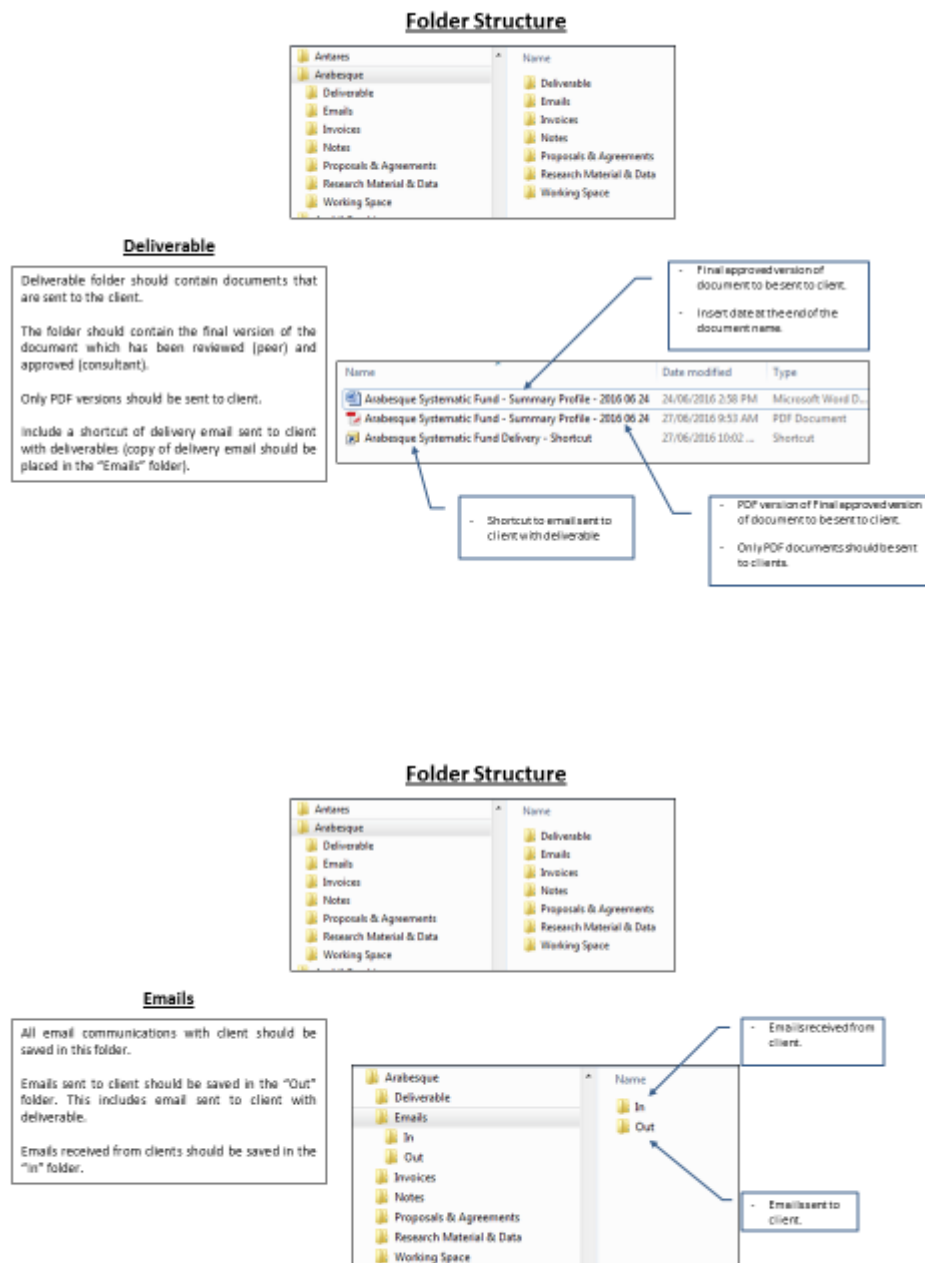 Folder Structure
Antares
Arabesque
Deliverable
Emails
Invoices
Notes
Proposals & Agreements
Research Material & Data
Working Space
Name
Deliverable
Emails
Invoices
Notes
Proposals & Agreements
Research Material & Data
Working Space
Deliverable
Deliverable folder should contain documents that
are sent to the client.
The folder should contain the final version of the
document which has been reviewed (peer) and
approved (consultant).
Only PDF versions should be sent to client.
Include a shortcut of delivery email sent to client
with deliverables (copy of delivery email should be
placed in the "Emails" folder).
- Final approved version of
document to be sent to client.
- Insert date at the end of the
document name.
Name Date modified Type
Arabesque Systematic Fund - Summary Profile - 2016 06 24 24/06/2016 2:58 PM Microsoft Word D...
Arabesque Systematic Fund - Summary Profile - 2016 06 24 27/06/2016 9:53 AM PDF Document
Arabesque Systematic Fund Delivery - Shortcut 27/06/2016 10:02 ... Shortcut
- Shortcut to email sent to
client with deliverable
- PDF version of Final approved version
of document to be sent to client.
- Only PDF documents should be sent
to clients.
Folder Structure
Antares
Arabesque
Deliverable
Emails
Invoices
Notes
Proposals & Agreements
Research Material & Data
Working Space
Name
Deliverable
Emails
Invoices
Notes
Proposals & Agreements
Research Material & Data
Working Space
Emails
All email communications with client should be
saved in this folder.
Emails sent to client should be saved in the "Out"
folder. This includes email sent to client with
deliverable.
Emails received from clients should be saved in the
"In" folder.
Arabesque
Deliverable
Emails
In
Out
Invoices
Notes
Proposals & Agreements
Research Material & Data
Working Space
Name
In
Out
- Emails received from
client.
- Emails sent to
client.